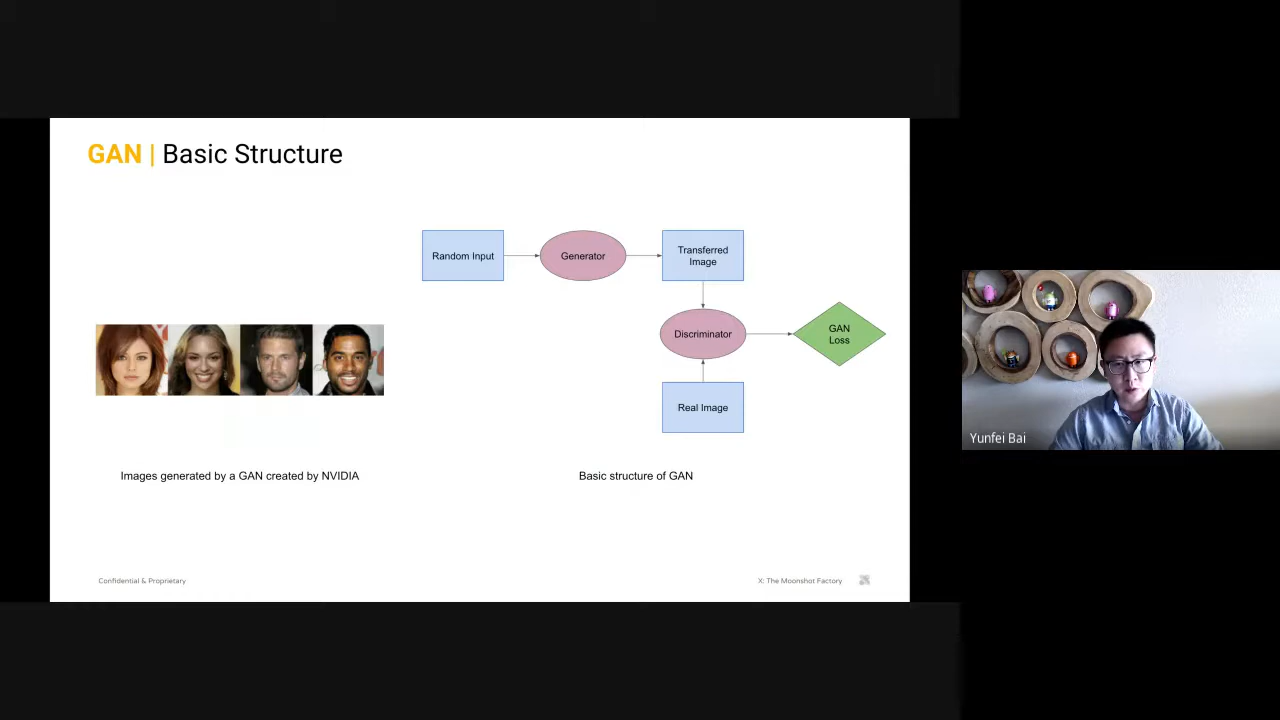 GAN | Basic Structure
Random Input
Generator
Transferred
Image
Discriminator
GAN
Loss
Real Image
Images generated by a GAN created by NVIDIA
Basic structure of GAN
Confidential & Proprietary
X: The Moonshot Factory
Yunfei Bai